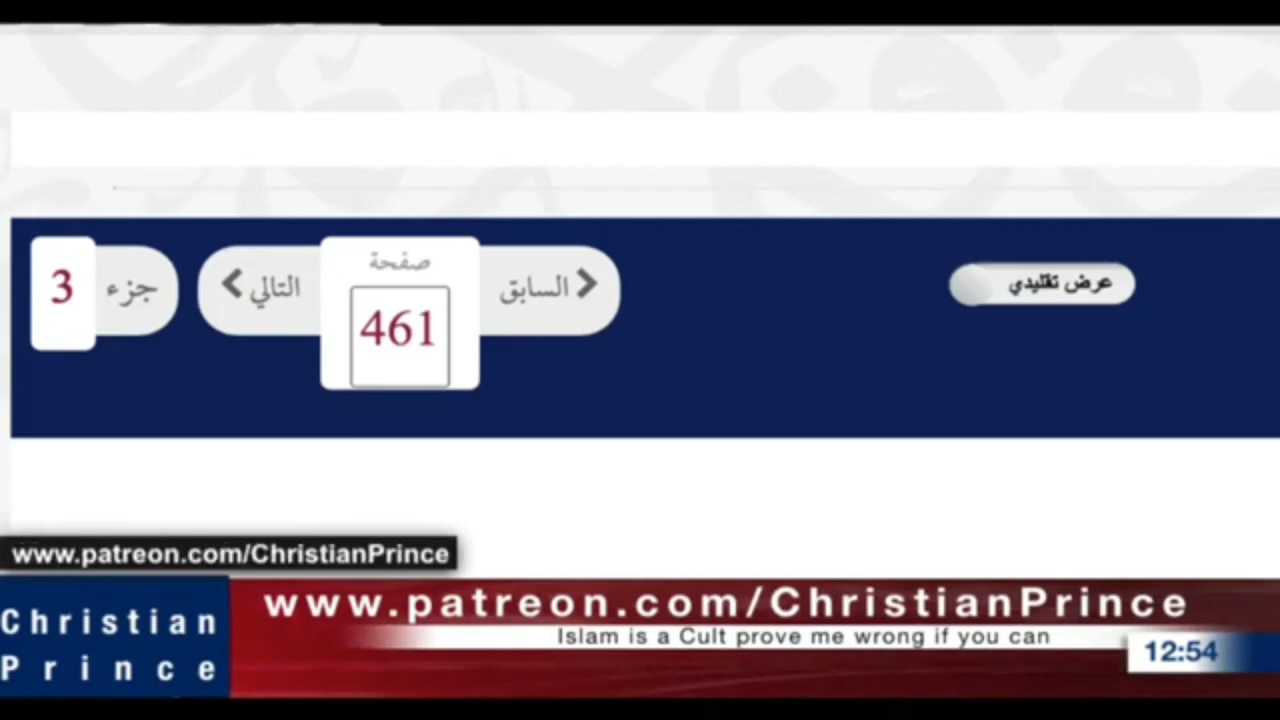 عرض تقليدي
صفحة
السابق
461
التالي
جزء
3
www.patreon.com/ChristianPrince
Christian
Prince
www.patreon.com/ChristianPrince
Islam is a Cult prove me wrong if you can
12:54